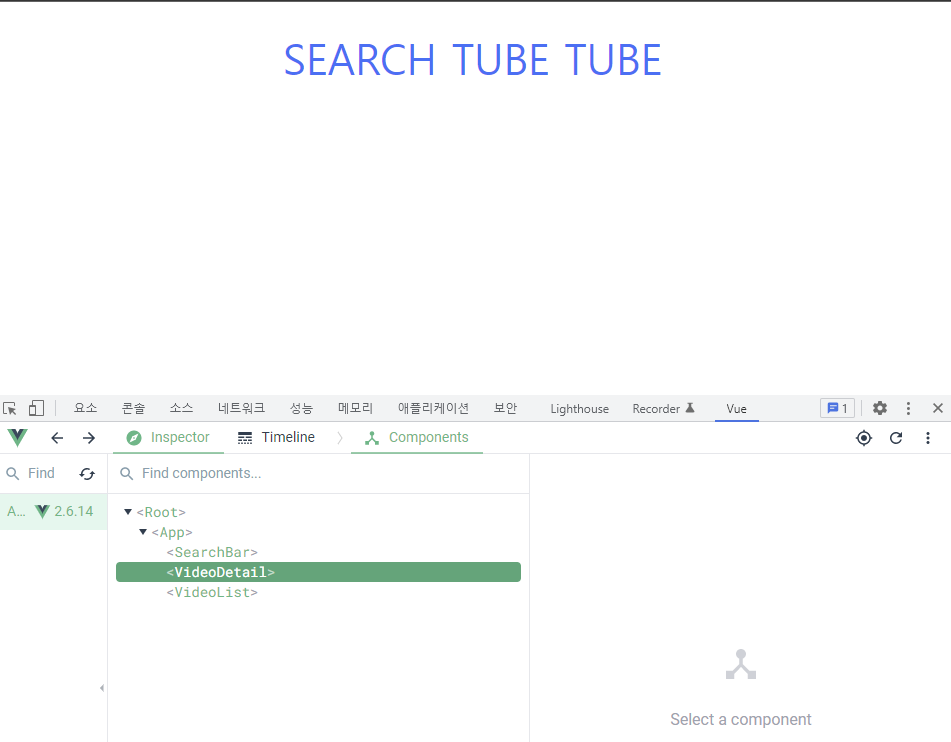 SEARCH TUBE TUBE
요소 콘솔 소스 네트워크 성능 메모리 애플리케이션 보안 Lighthouse Recorder Vue 1
Inspector Timeline Components
Find Find components...
A... 2.6.14
<Root>
<App>
<SearchBar>
<VideoDetail>
<VideoList>
Select a component